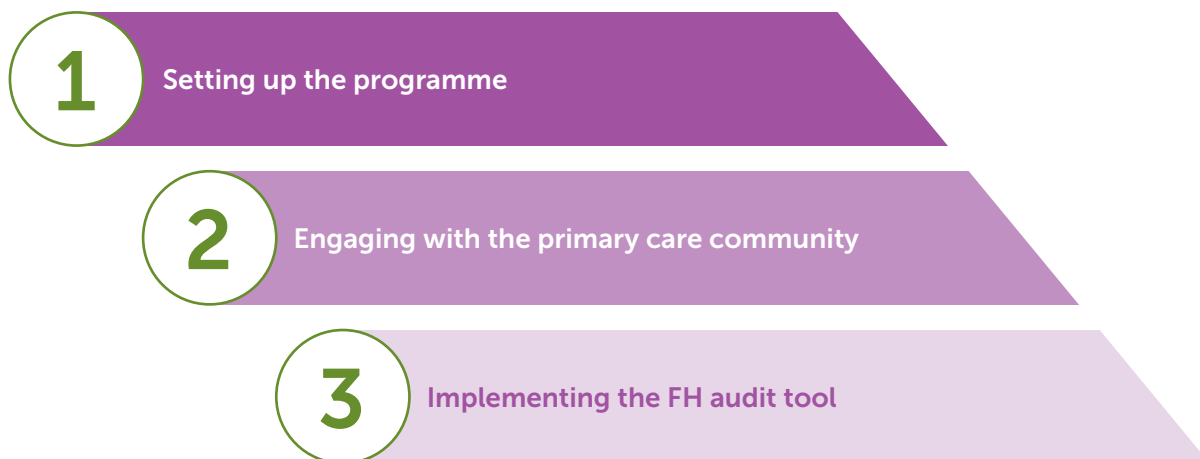 1
Setting up the programme
2
Engaging with the primary care community
3
Implementing the FH audit tool